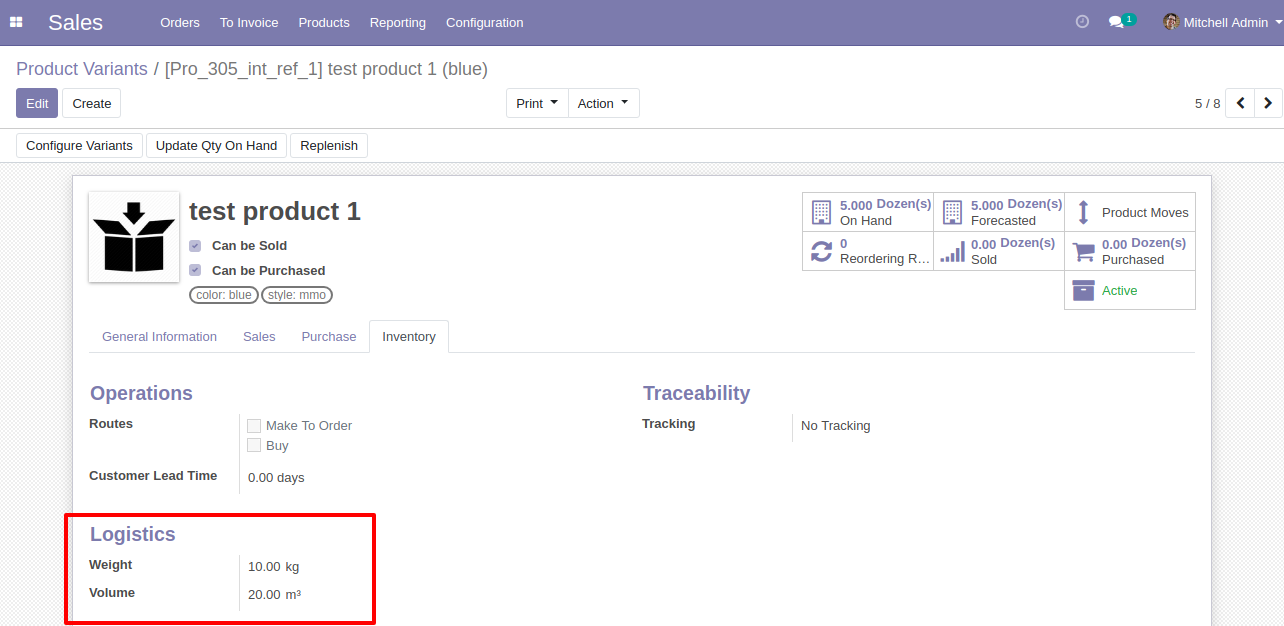 Sales Orders To Invoice Products Reporting Configuration 1 Mitchell Admin
Product Variants / [Pro_305_int_ref_1] test product 1 (blue)
Edit Create Print Action 5 / 8
Configure Variants Update Qty On Hand Replenish
test product 1
Can be Sold
Can be Purchased
color: blue style: mmo
5.000 Dozen(s)
On Hand
5.000 Dozen(s)
Forecasted
Product Moves
0
Reordering R...
0.00 Dozen(s)
Sold
0.00 Dozen(s)
Purchased
Active
General Information Sales Purchase Inventory
Operations
Routes
Make To Order
Buy
Customer Lead Time 0.00 days
Traceability
Tracking No Tracking
Logistics
Weight 10.00 kg
Volume 20.00 m³